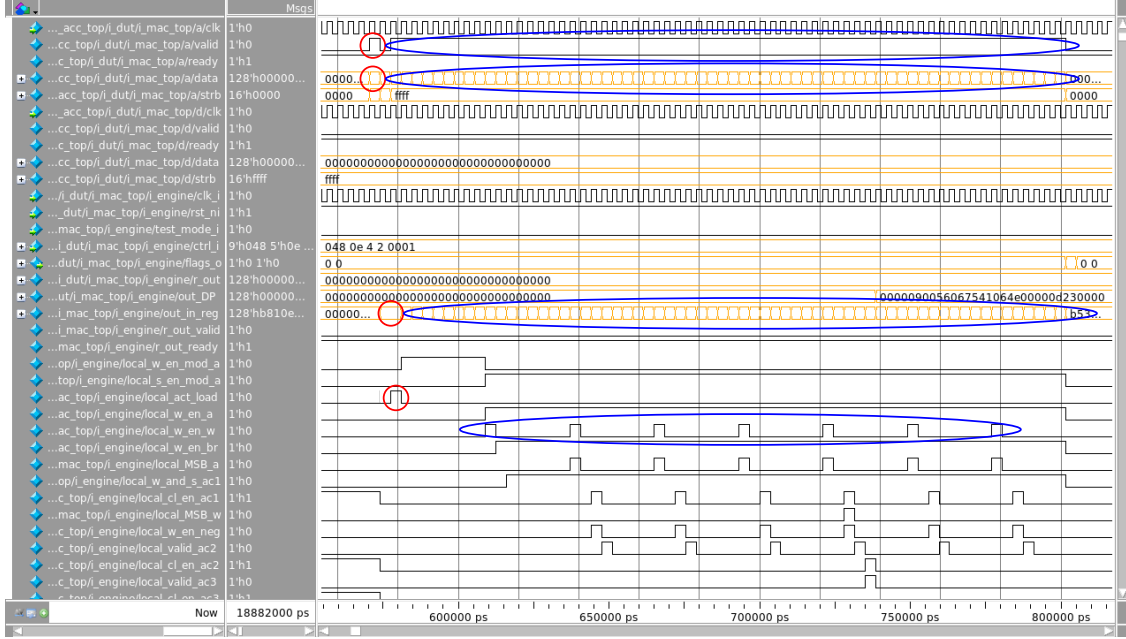 Msgs
..._acc_top/i_dut/i_mac_top/a/clk 1'h0
...cc_top/i_dut/i_mac_top/a/valid 1'h0
...c_top/i_dut/i_mac_top/a/ready 1'h1
...cc_top/i_dut/i_mac_top/a/data 128'h00000... 0000... 000...
...acc_top/i_dut/i_mac_top/a/strb 16'h0000 0000 ffff 0000
..._acc_top/i_dut/i_mac_top/d/clk 1'h0
...cc_top/i_dut/i_mac_top/d/valid 1'h0
...c_top/i_dut/i_mac_top/d/ready 1'h1
...cc_top/i_dut/i_mac_top/d/data 128'h00000... 00000000000000000000000000000000
...cc_top/i_dut/i_mac_top/d/strb 16'hffff ffff
.../i_dut/i_mac_top/i_engine/clk_i 1'h0
..._dut/i_mac_top/i_engine/rst_ni 1'h1
...mac_top/i_engine/test_mode_i 1'h0
...i_dut/i_mac_top/i_engine/ctrl_i 9'h048 5'h0e ... 048 0e 4 2 0001
...dut/i_mac_top/i_engine/flags_o 1'h0 1'h0 0 0 0 0
...i_dut/i_mac_top/i_engine/r_out 128'h00000... 00000000000000000000000000000000
...ut/i_mac_top/i_engine/out_DP 128'h00000... 00000000000000000000000000000000 0000090056067541064e00000d230000
...i_mac_top/i_engine/out_in_reg 128'hb810e... 00000... b53...
...i_mac_top/i_engine/r_out_valid 1'h0
...mac_top/i_engine/r_out_ready 1'h1
...op/i_engine/local_w_en_mod_a 1'h0
...top/i_engine/local_s_en_mod_a 1'h0
...mac_top/i_engine/local_act_load 1'h0
...ac_top/i_engine/local_w_en_a 1'h0
...ac_top/i_engine/local_w_en_w 1'h0
...ac_top/i_engine/local_w_en_br 1'h0
...mac_top/i_engine/local_MSB_a 1'h0
...op/i_engine/local_w_and_s_ac1 1'h0
...c_top/i_engine/local_cl_en_ac1 1'h1
...mac_top/i_engine/local_MSB_w 1'h0
...c_top/i_engine/local_w_en_neg 1'h0
...c_top/i_engine/local_valid_ac2 1'h0
...c_top/i_engine/local_cl_en_ac2 1'h1
...c_top/i_engine/local_valid_ac3 1'h0
Now 18882000 ps 600000 ps 650000 ps 700000 ps 750000 ps 800000 ps